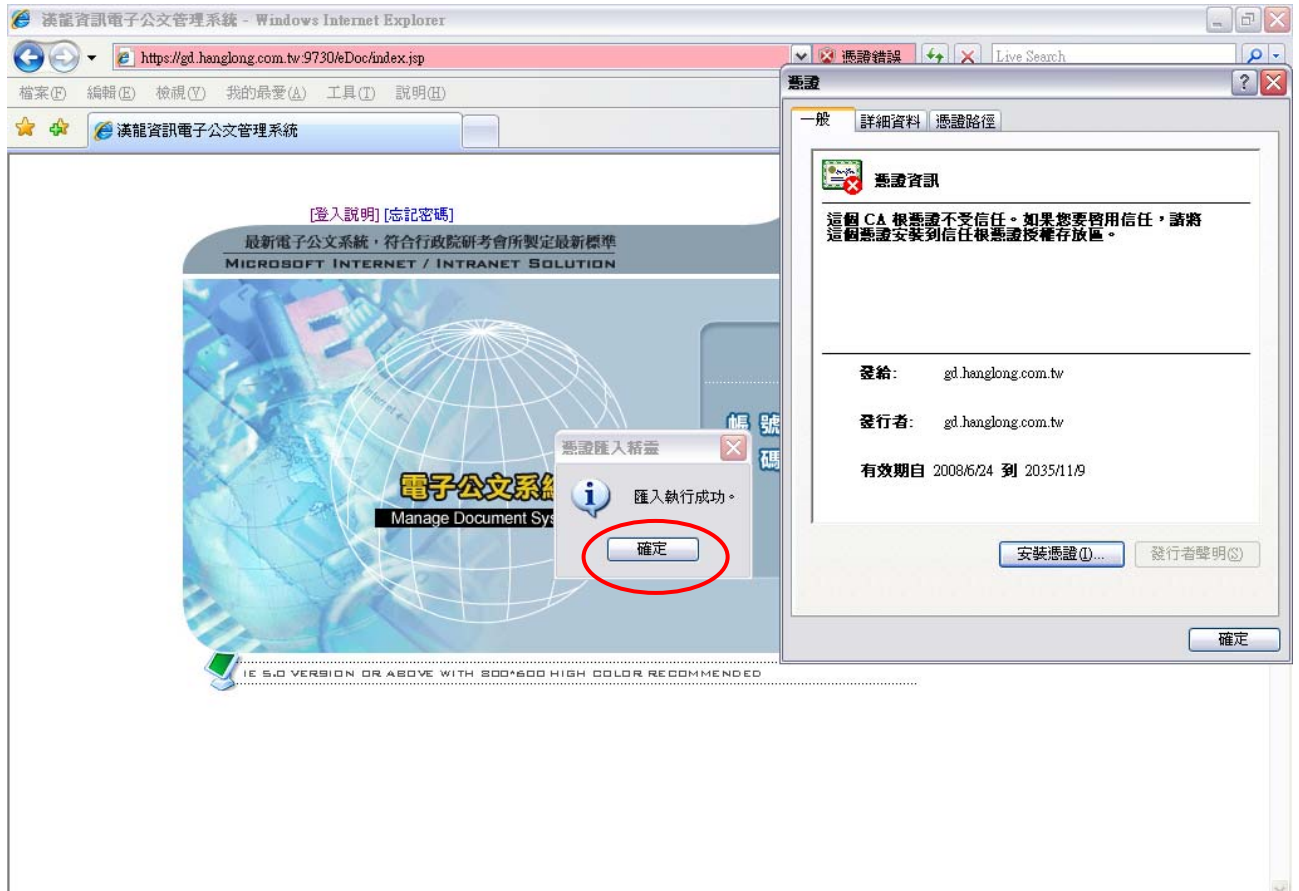 漢龍資訊電子公文管理系統 - Windows Internet Explorer
https://gd.hanglong.com.tw:9730/eDoc/index.jsp
憑證錯誤
Live Search
檔案(F) 編輯(E) 檢視(V) 我的最愛(A) 工具(T) 說明(H)
漢龍資訊電子公文管理系統
[登入說明] [忘記密碼]
最新電子公文系統，符合行政院研考會所製定最新標準
MICROSOFT INTERNET / INTRANET SOLUTION
帳 號
碼
電子公文系統
Manage Document Sys
IE 5.0 VERSION OR ABOVE WITH 800*600 HIGH COLOR RECOMMENDED
憑證匯入精靈
匯入執行成功。
確定
憑證
一般 詳細資料 憑證路徑
憑證資訊
這個 CA 根憑證不受信任。如果您要啓用信任，請將
這個憑證安裝到信任根憑證授權存放區。
發給: gd.hanglong.com.tw
發行者: gd.hanglong.com.tw
有效期自 2008/6/24 到 2035/11/9
安裝憑證(I)... 發行者聲明(S)
確定